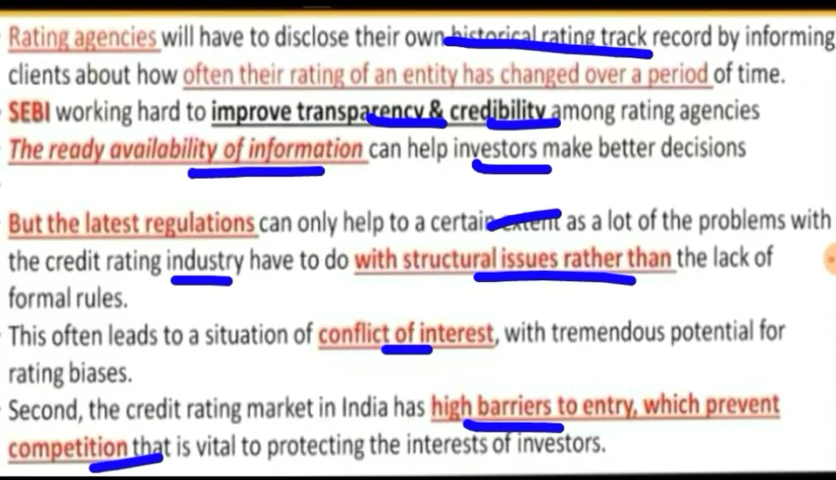 Rating agencies will have to disclose their own historical rating track record by informing
clients about how often their rating of an entity has changed over a period of time.
SEBI working hard to improve transparency & credibility among rating agencies
The ready availability of information can help investors make better decisions
But the latest regulations can only help to a certain extent as a lot of the problems with
the credit rating industry have to do with structural issues rather than the lack of
formal rules.
This often leads to a situation of conflict of interest, with tremendous potential for
rating biases.
Second, the credit rating market in India has high barriers to entry, which prevent
competition that is vital to protecting the interests of investors.